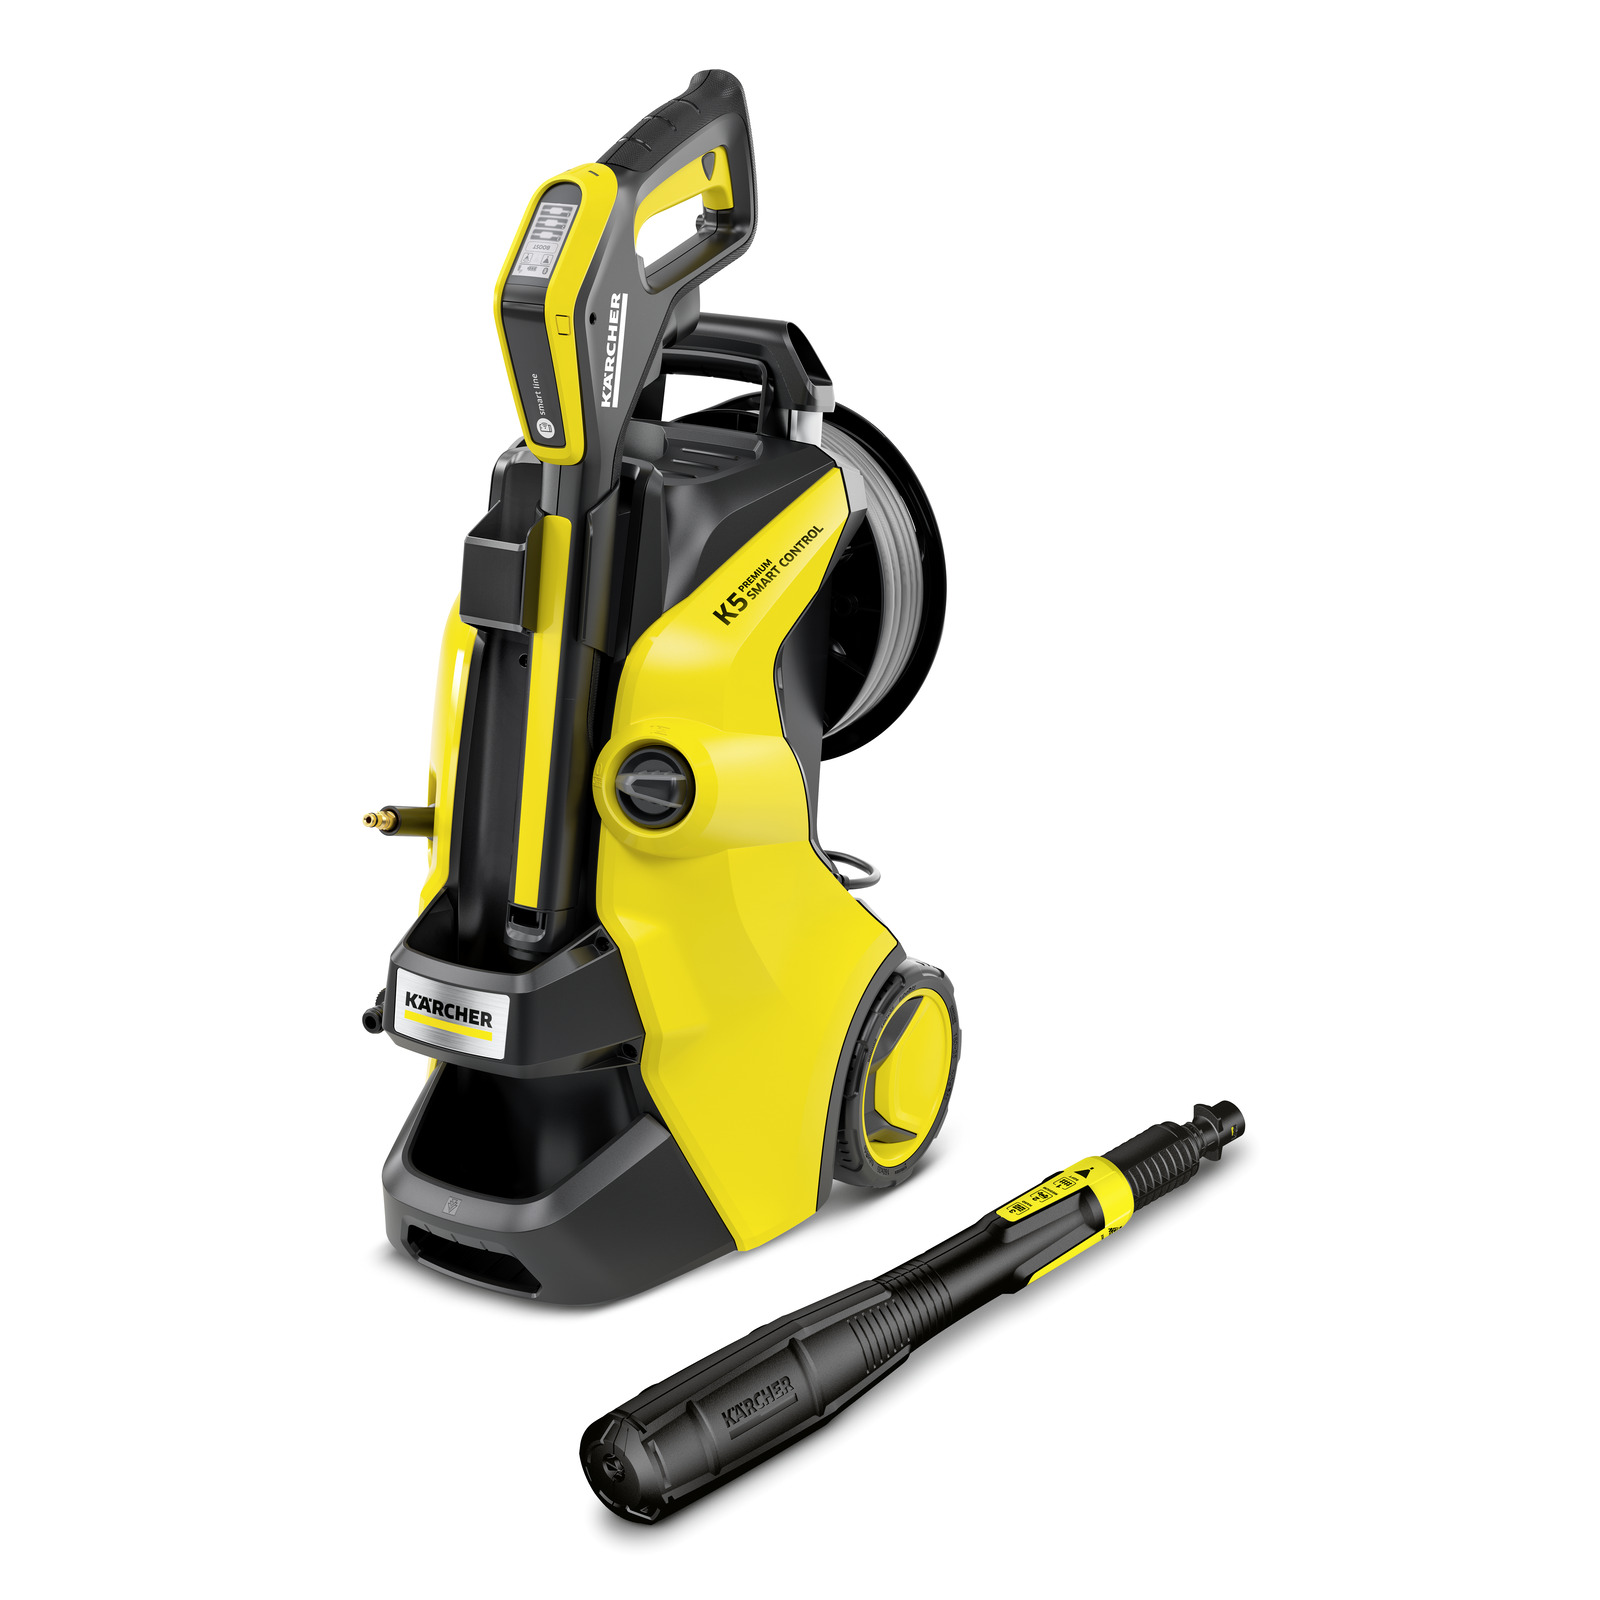 BOOST
smart line
KÄRCHER
K5 PREMIUM
SMART CONTROL
KÄRCHER
KÄRCHER